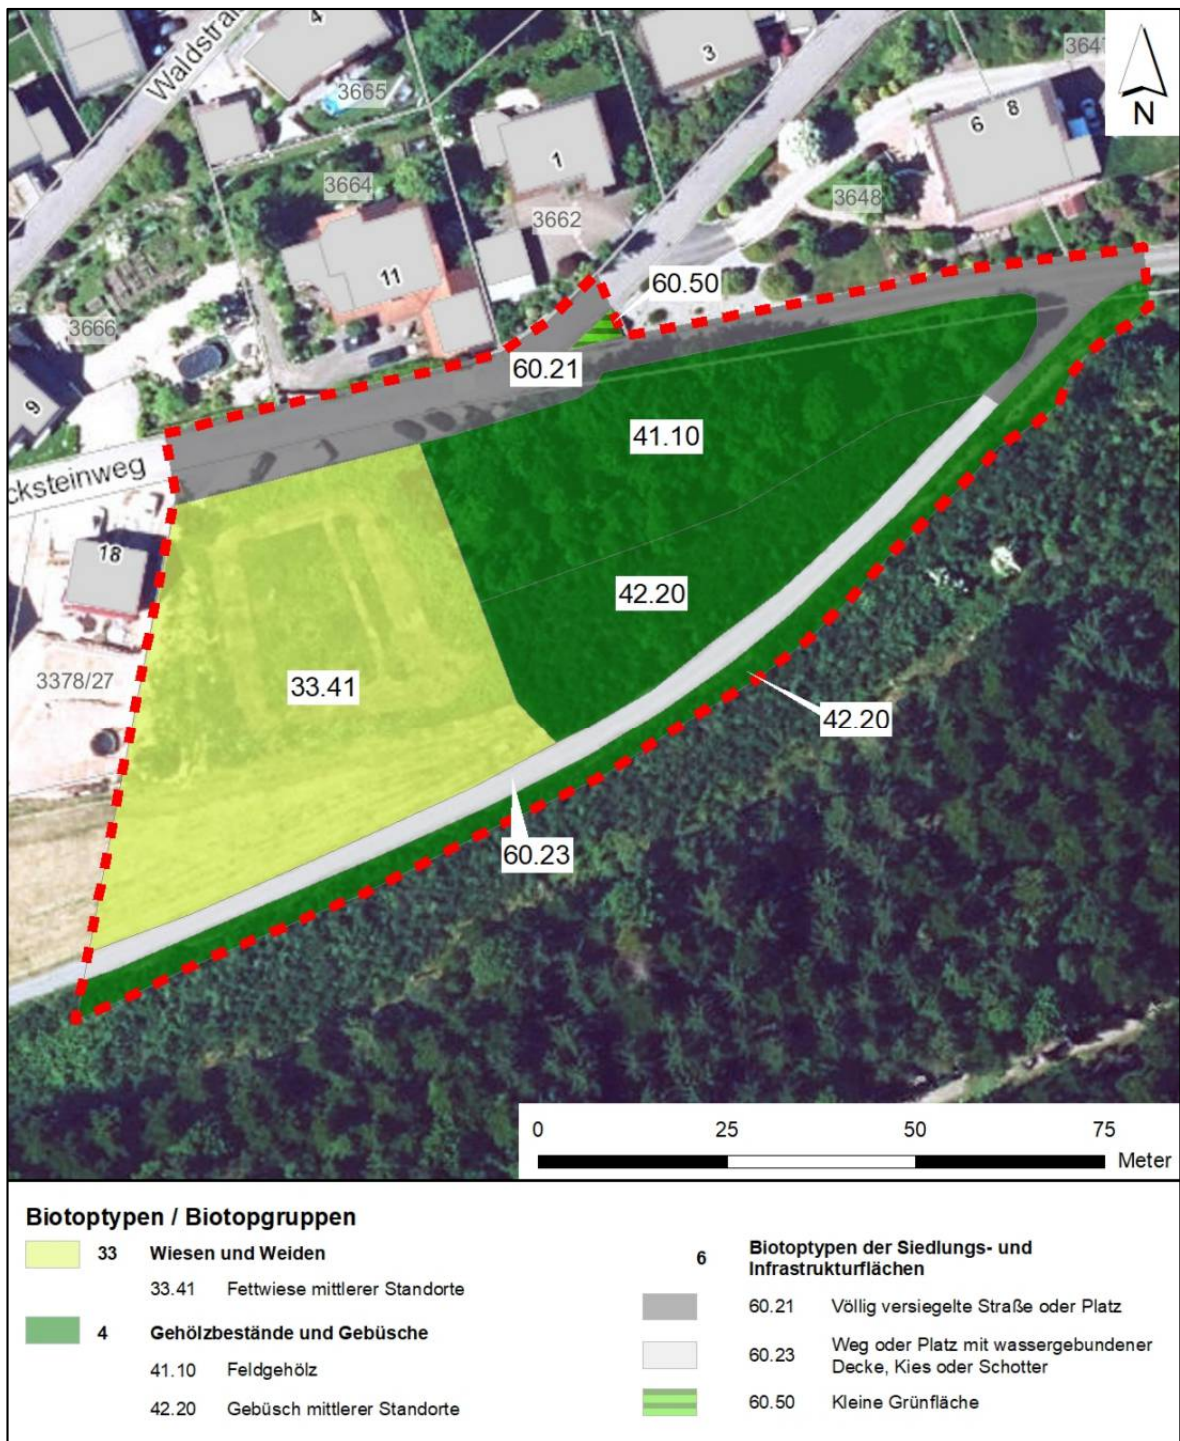 Waldstraß
4
3
3647
N
3665
6 8
1
3664
3662
3648
11
60.50
3666
60.21
9
41.10
cksteinweg
18
42.20
3378/27
33.41
42.20
60.23
0 25 50 75
Meter
Biotoptypen / Biotopgruppen
33 Wiesen und Weiden
33.41 Fettwiese mittlerer Standorte
4 Gehölzbestände und Gebüsche
41.10 Feldgehölz
42.20 Gebüsch mittlerer Standorte
6 Biotoptypen der Siedlungs- und
Infrastrukturflächen
60.21 Völlig versiegelte Straße oder Platz
60.23 Weg oder Platz mit wassergebundener
Decke, Kies oder Schotter
60.50 Kleine Grünfläche